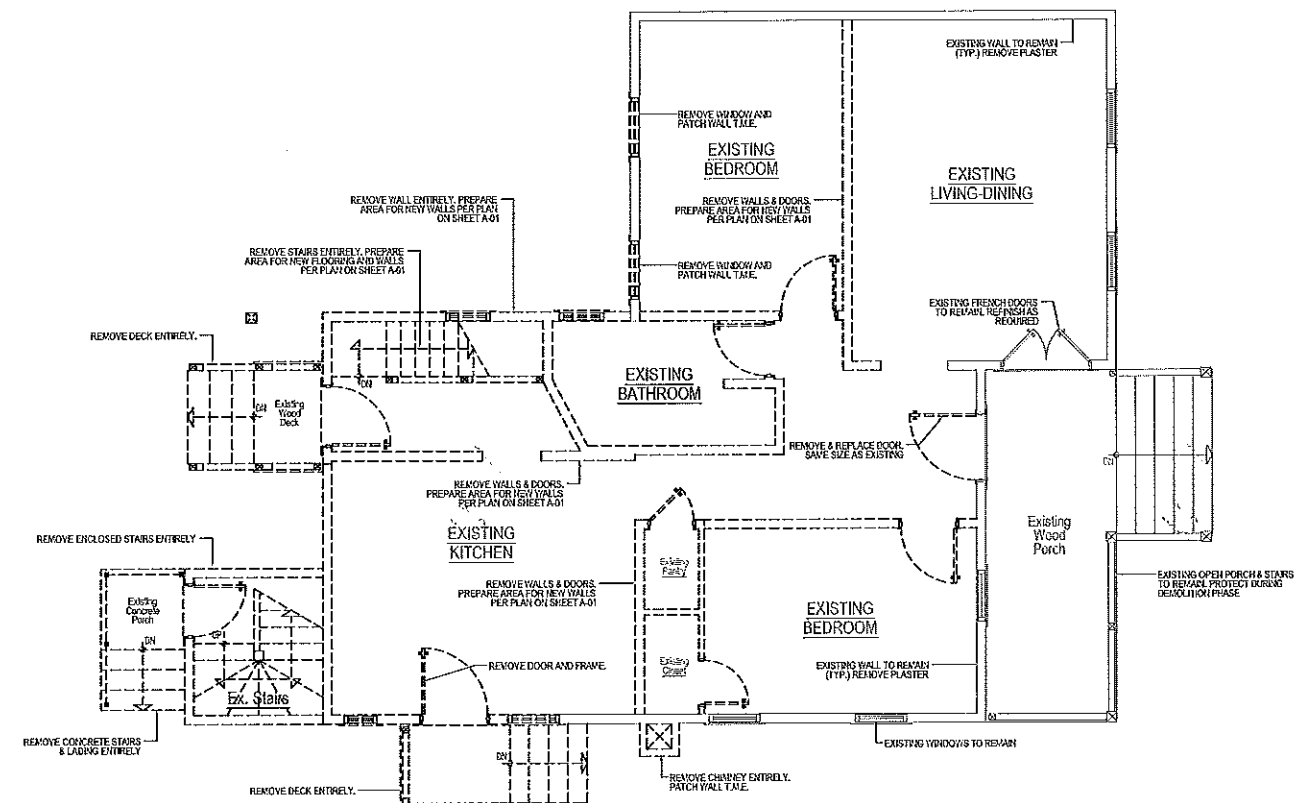 EXISTING WALL TO REMAIN
(TYP.) REMOVE PLASTER
REMOVE WINDOW AND
PATCH WALL T.M.E.
EXISTING
BEDROOM
EXISTING
LIVING-DINING
REMOVE WALL ENTIRELY. PREPARE
AREA FOR NEW WALLS PER PLAN
ON SHEET A-01
REMOVE WALLS & DOORS.
PREPARE AREA FOR NEW WALLS
PER PLAN ON SHEET A-01
REMOVE STAIRS ENTIRELY. PREPARE
AREA FOR NEW FLOORING AND WALLS
PER PLAN ON SHEET A-01
REMOVE WINDOW AND
PATCH WALL T.M.E.
EXISTING FRENCH DOORS
TO REMAIN. REFINISH AS
REQUIRED
REMOVE DECK ENTIRELY.
DN
EXISTING
BATHROOM
Existing
Wood
Deck
DN
REMOVE & REPLACE DOOR.
SAME SIZE AS EXISTING
DN
REMOVE WALLS & DOORS.
PREPARE AREA FOR NEW WALLS
PER PLAN ON SHEET A-01
EXISTING
KITCHEN
Existing
Wood
Porch
REMOVE ENCLOSED STAIRS ENTIRELY
Existing
Pantry
REMOVE WALLS & DOORS.
PREPARE AREA FOR NEW WALLS
PER PLAN ON SHEET A-01
EXISTING OPEN PORCH & STAIRS
TO REMAIN. PROTECT DURING
DEMOLITION PHASE
Existing
Concrete
Porch
EXISTING
BEDROOM
DN
UP
REMOVE DOOR AND FRAME.
Existing
Closet
EXISTING WALL TO REMAIN
(TYP.) REMOVE PLASTER
Ex. Stairs
REMOVE CONCRETE STAIRS
& LADING ENTIRELY
EXISTING WINDOWS TO REMAIN
DN
REMOVE CHIMNEY ENTIRELY.
PATCH WALL T.M.E.
REMOVE DECK ENTIRELY.